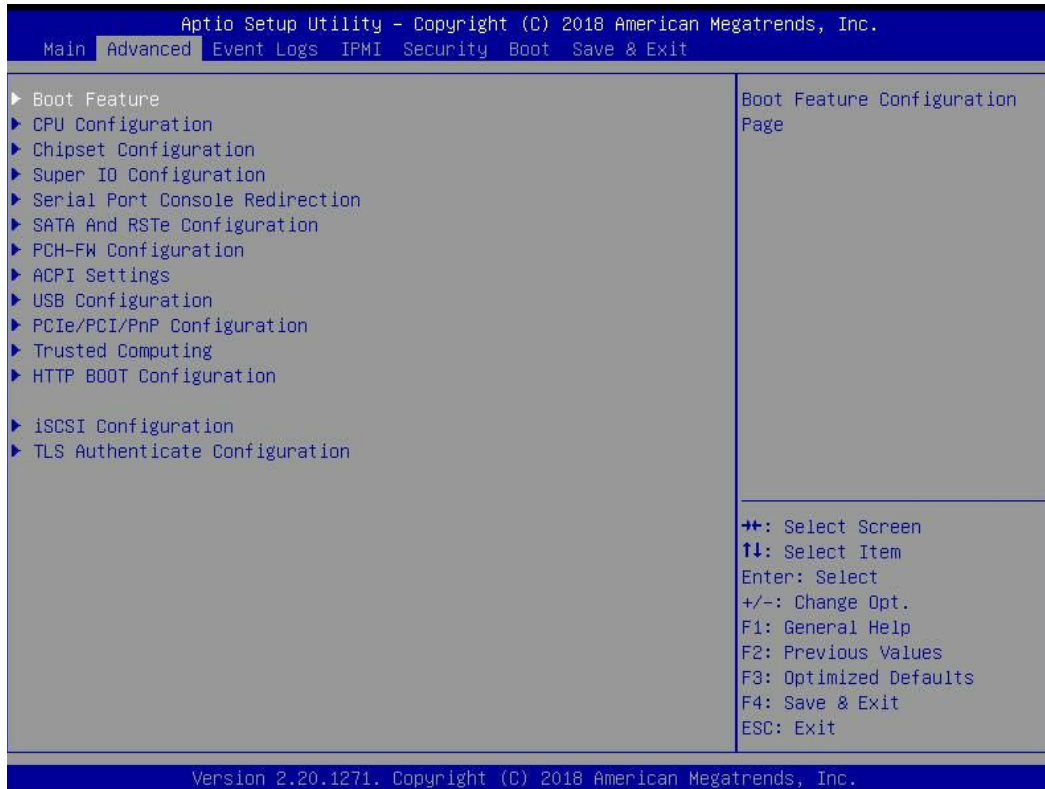 Aptio Setup Utility – Copyright (C) 2018 American Megatrends, Inc.
Main Advanced Event Logs IPMI Security Boot Save & Exit
▶ Boot Feature
▶ CPU Configuration
▶ Chipset Configuration
▶ Super IO Configuration
▶ Serial Port Console Redirection
▶ SATA And RSTe Configuration
▶ PCH-FW Configuration
▶ ACPI Settings
▶ USB Configuration
▶ PCIe/PCI/PnP Configuration
▶ Trusted Computing
▶ HTTP BOOT Configuration
▶ iSCSI Configuration
▶ TLS Authenticate Configuration
Boot Feature Configuration
Page
→←: Select Screen
↑↓: Select Item
Enter: Select
+/-: Change Opt.
F1: General Help
F2: Previous Values
F3: Optimized Defaults
F4: Save & Exit
ESC: Exit
Version 2.20.1271. Copyright (C) 2018 American Megatrends, Inc.